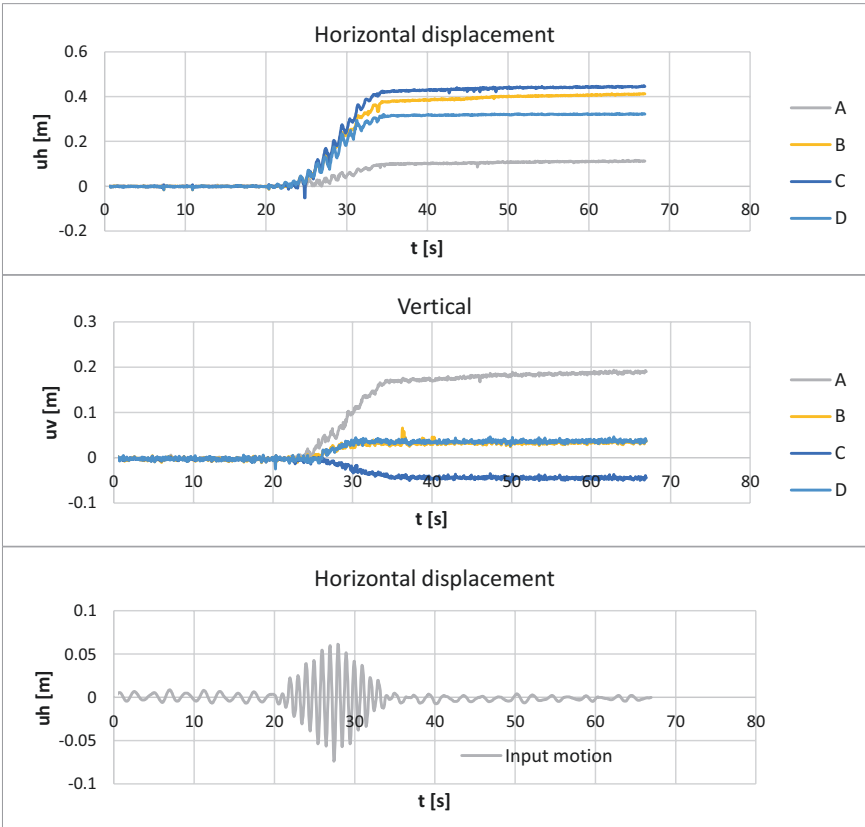 Horizontal displacement
0.6
0.4
0.2
0
-0.2
0 10 20 30 40 50 60 70 80
uh [m]
t [s]
A
B
C
D
Vertical
0.3
0.2
0.1
0
-0.1
0 10 20 30 40 50 60 70 80
uv [m]
t [s]
A
B
C
D
Horizontal displacement
0.1
0.05
0
-0.05
-0.1
0 10 20 30 40 50 60 70 80
uh [m]
Input motion
t [s]